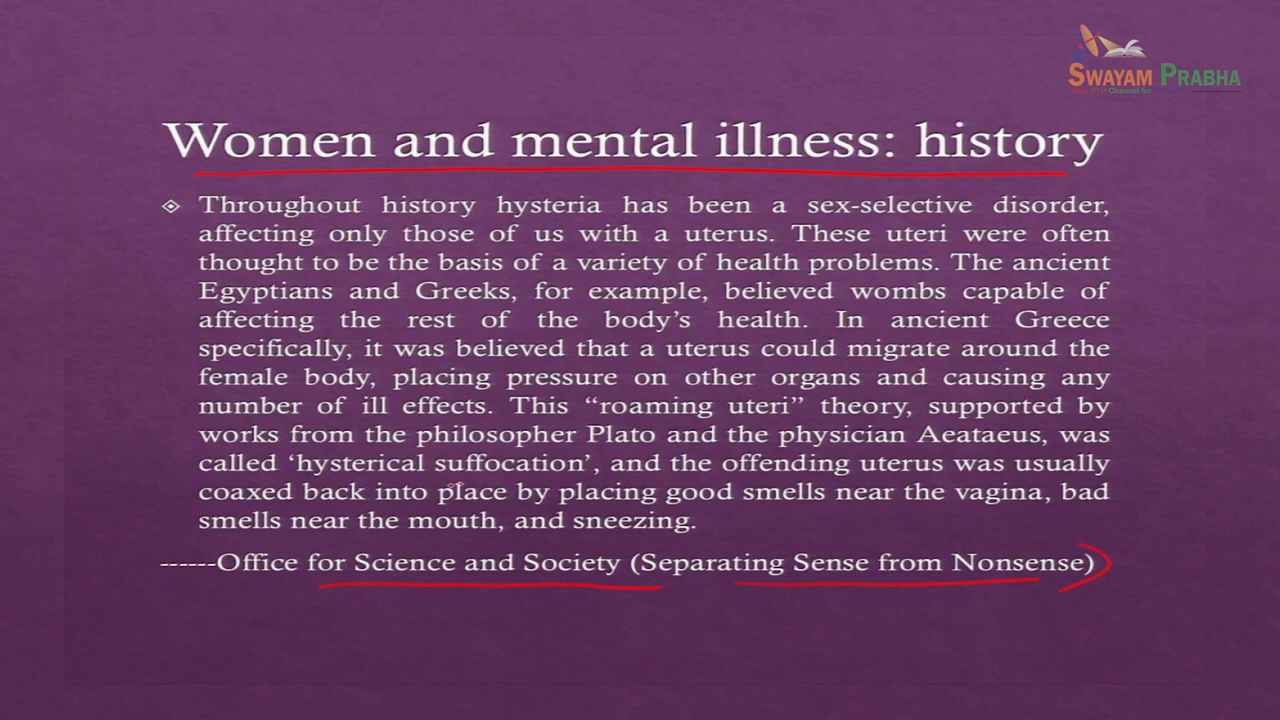 SWAYAM PRABHA
Free DTH Channel for
Women and mental illness: history
Throughout history hysteria has been a sex-selective disorder,
affecting only those of us with a uterus. These uteri were often
thought to be the basis of a variety of health problems. The ancient
Egyptians and Greeks, for example, believed wombs capable of
affecting the rest of the body’s health. In ancient Greece
specifically, it was believed that a uterus could migrate around the
female body, placing pressure on other organs and causing any
number of ill effects. This “roaming uteri” theory, supported by
works from the philosopher Plato and the physician Aeataeus, was
called ‘hysterical suffocation’, and the offending uterus was usually
coaxed back into place by placing good smells near the vagina, bad
smells near the mouth, and sneezing.
------Office for Science and Society (Separating Sense from Nonsense)